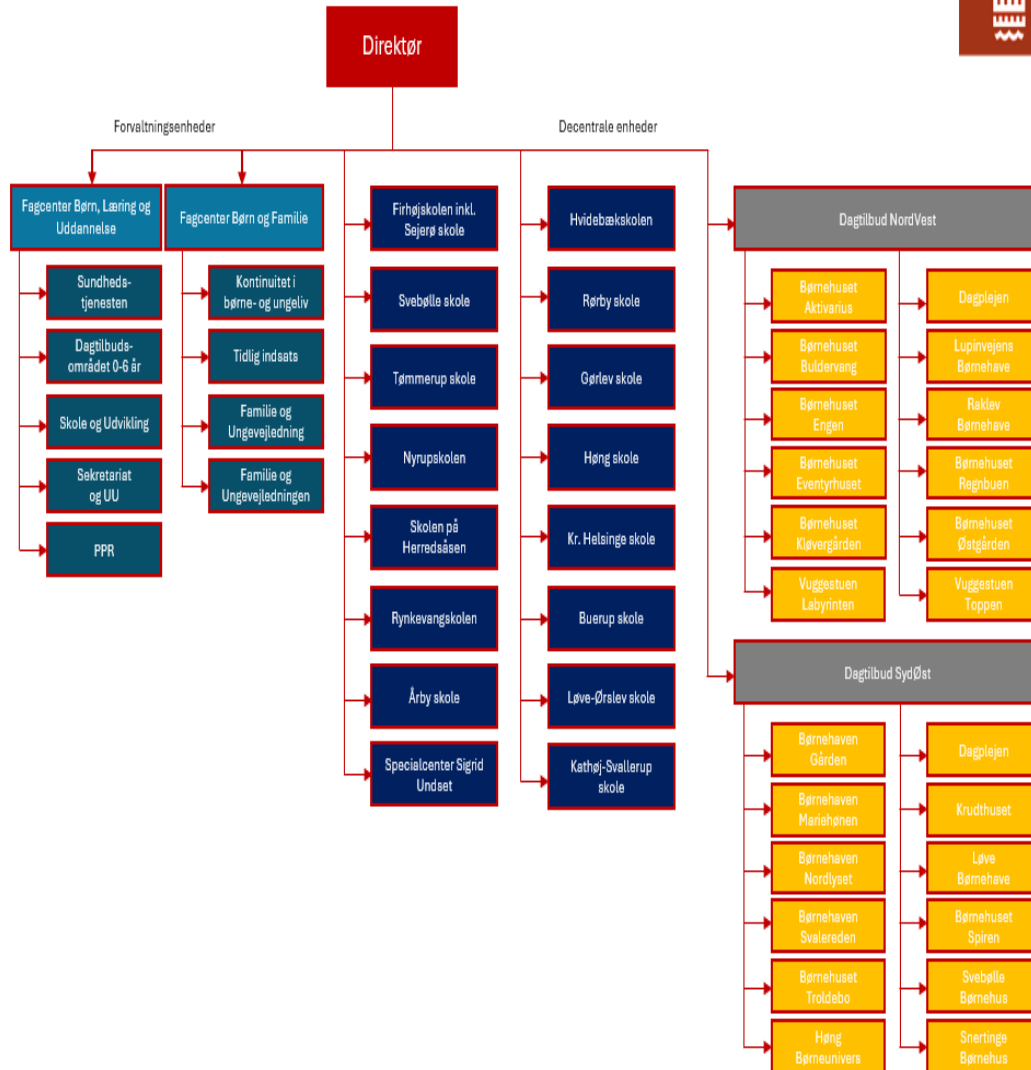 Direktør
Forvaltningsenheder
Decentrale enheder
Fagcenter Børn, Læring og
Uddannelse
Sundheds-
tjenesten
Dagtilbuds-
området 0-6 år
Skole og Udvikling
Sekretariat
og UU
PPR
Fagcenter Børn og Familie
Kontinuitet i
børne- og ungeliv
Tidlig indsats
Familie og
Ungevejledning
Familie og
Ungevejledningen
Firhøjskolen inkl.
Sejerø skole
Svebølle skole
Tømmerup skole
Nyrupskolen
Skolen på
Herredsåsen
Rynkevangskolen
Årby skole
Specialcenter Sigrid
Undset
Hvidebækskolen
Rørby skole
Gørlev skole
Høng skole
Kr. Helsinge skole
Buerup skole
Løve-Ørslev skole
Kathøj-Svallerup
skole
Dagtilbud NordVest
Børnehuset
Aktivarius
Børnehuset
Buldervang
Børnehuset
Engen
Børnehuset
Eventyrhuset
Børnehuset
Kløvergården
Vuggestuen
Labyrinten
Dagplejen
Lupinvejens
Børnehave
Raklev
Børnehave
Børnehuset
Regnbuen
Børnehuset
Østgården
Vuggestuen
Toppen
Dagtilbud SydØst
Børnehaven
Gården
Børnehaven
Mariehønen
Børnehaven
Nordlyset
Børnehaven
Svalereden
Børnehuset
Troldebo
Høng
Børneunivers
Dagplejen
Krudthuset
Løve
Børnehave
Børnehuset
Spiren
Svebølle
Børnehus
Snertinge
Børnehus